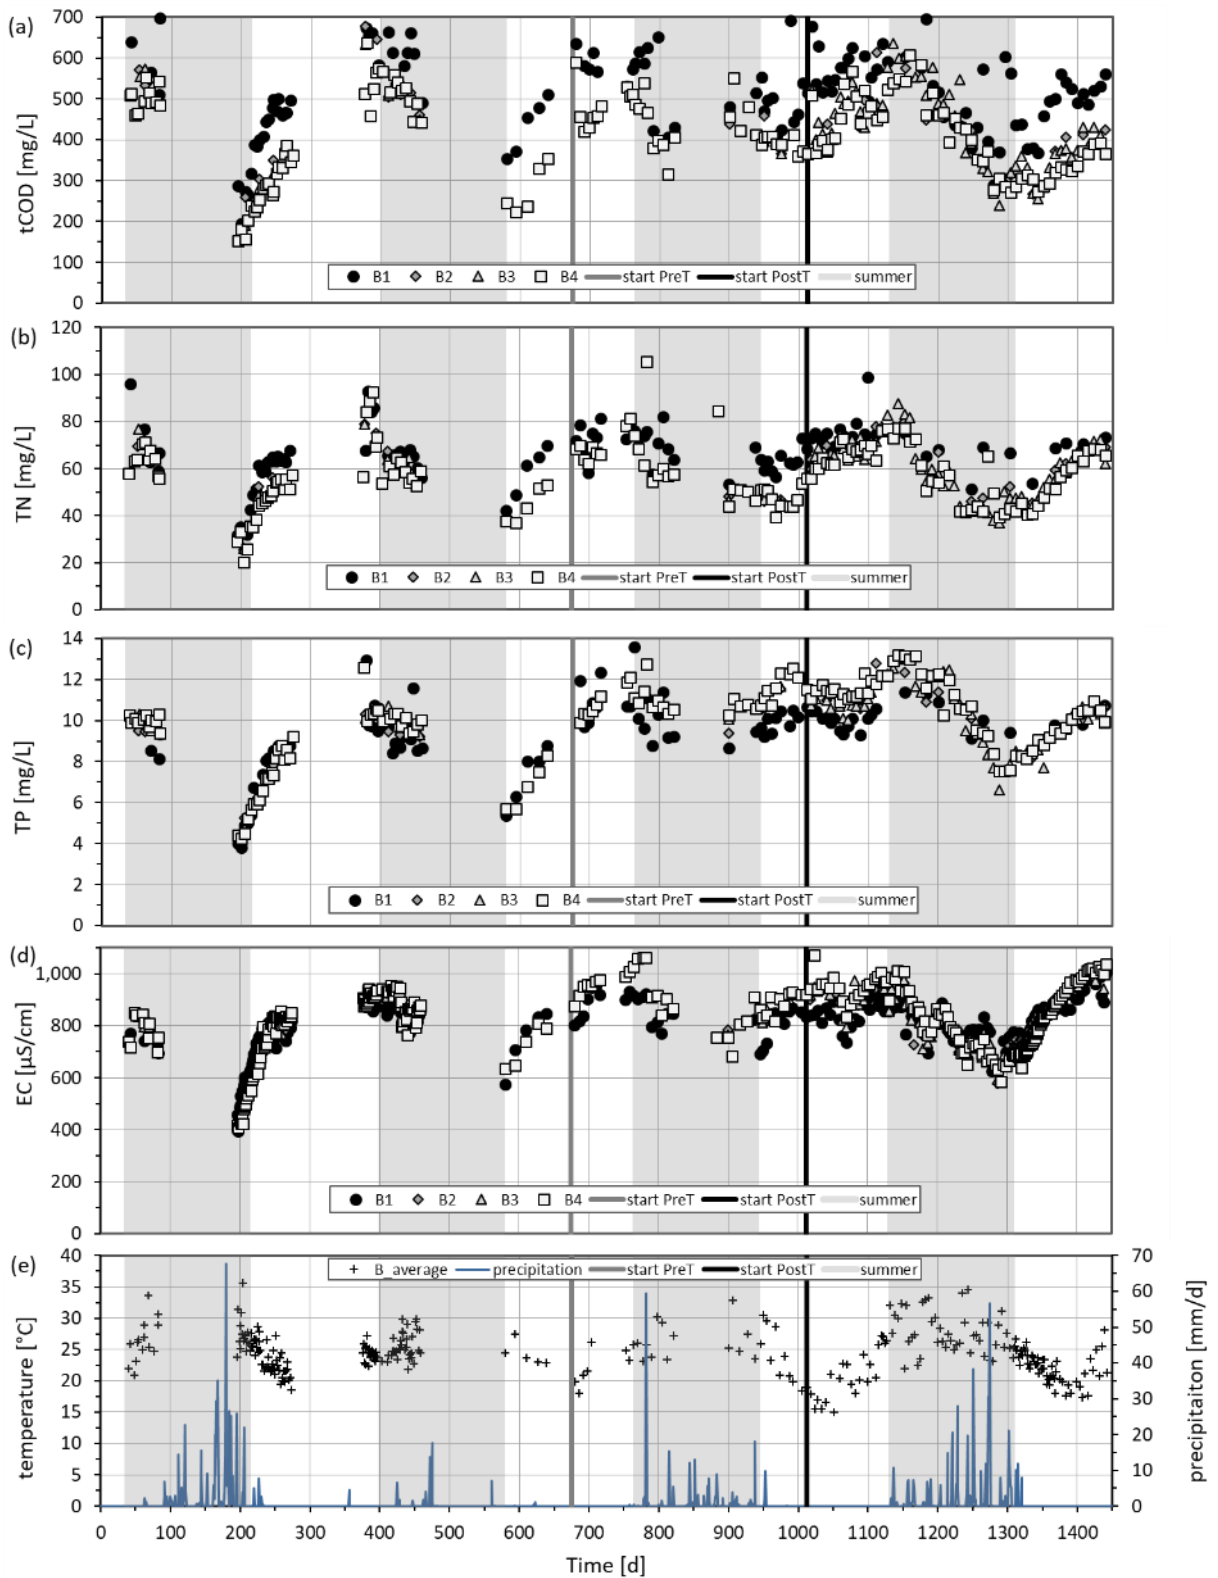 (a)
tCOD [mg/L]
700
600
500
400
300
200
100
0
B1 B2 B3 B4 start PreT start PostT summer
(b)
TN [mg/L]
120
100
80
60
40
20
0
B1 B2 B3 B4 start PreT start PostT summer
(c)
TP [mg/L]
14
12
10
8
6
4
2
0
B1 B2 B3 B4 start PreT start PostT summer
(d)
EC [µS/cm]
1,000
800
600
400
200
0
B1 B2 B3 B4 start PreT start PostT summer
(e)
temperature [°C]
40
35
30
25
20
15
10
5
0
B_average precipitation start PreT start PostT summer
70
60
50
40
30
20
10
0
precipitaiton [mm/d]
0 100 200 300 400 500 600 700 800 900 1000 1100 1200 1300 1400
Time [d]